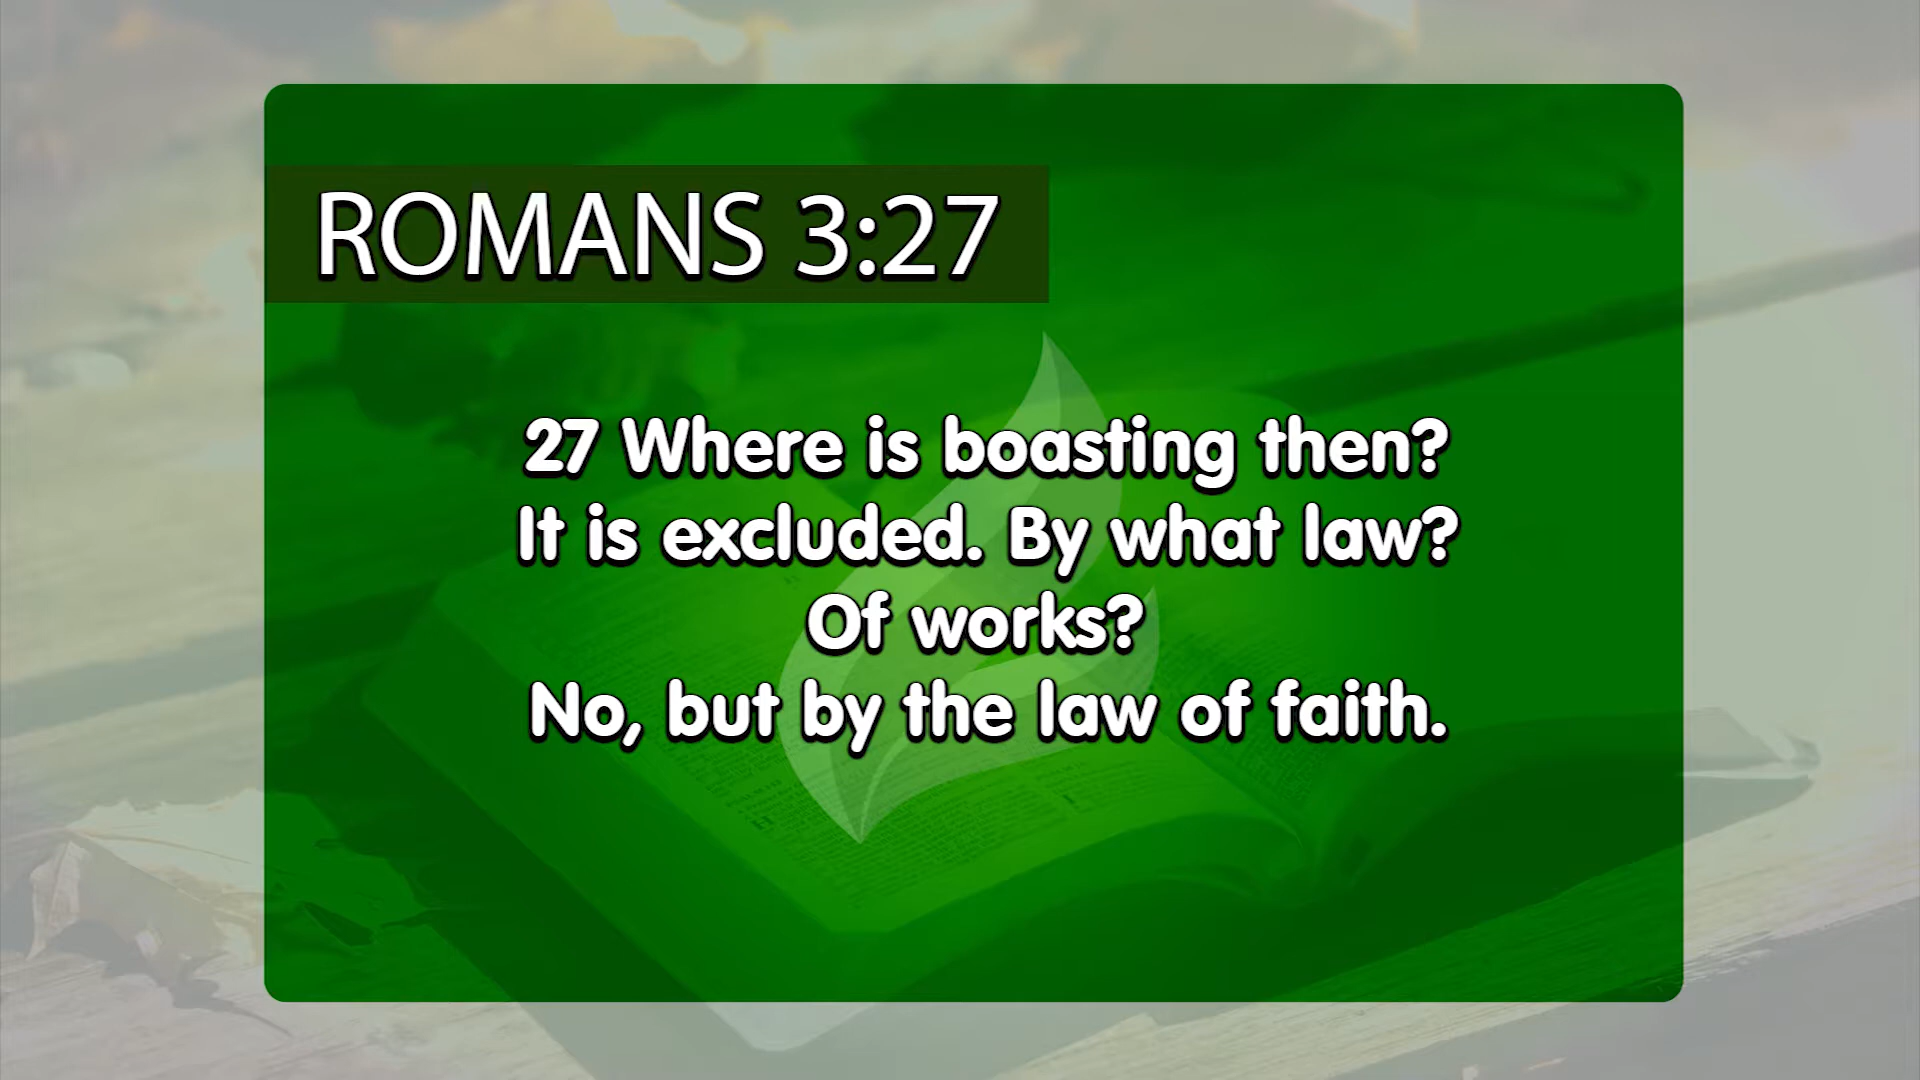 ROMANS 3:27
27 Where is boasting then?
It is excluded. By what law?
Of works?
No, but by the law of faith.